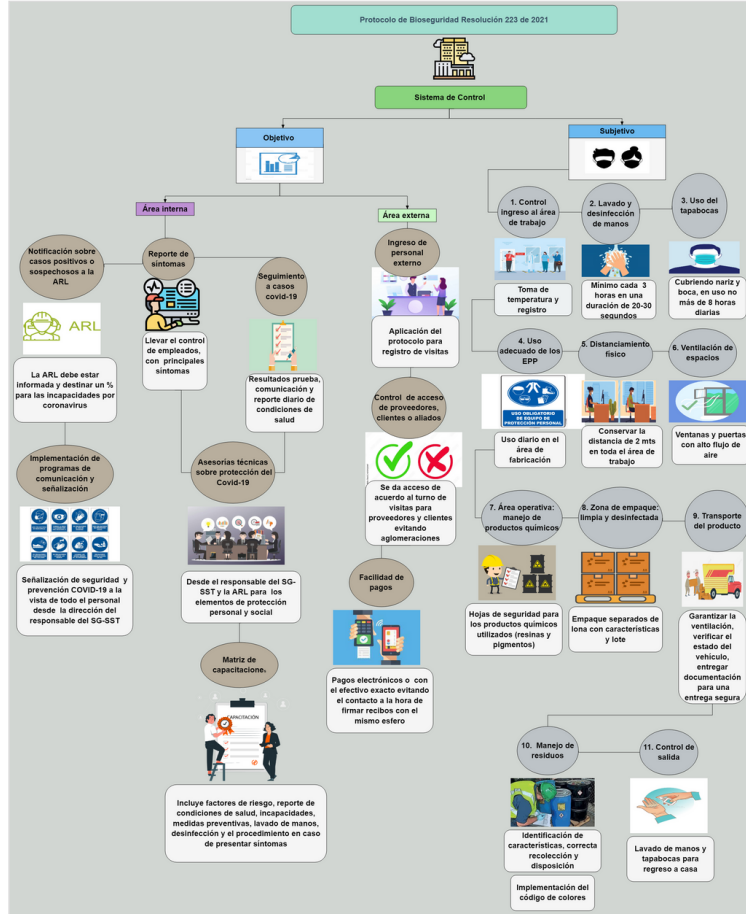 Protocolo de Bioseguridad Resolución 223 de 2021
Sistema de Control
Objetivo
Subjetivo
Área interna
Área externa
Notificación sobre
casos positivos o
sospechosos a la
ARL
ARL
La ARL debe estar
informada y destinar un %
para las incapacidades por
coronavirus
Implementación de
programas de
comunicación y
señalización
Señalización de seguridad y
prevención COVID-19 a la
vista de todo el personal
desde la dirección del
responsable del SG-SST
Reporte de
síntomas
Llevar el control
de empleados,
con principales
síntomas
Seguimiento
a casos
covid-19
Resultados prueba,
comunicación y
reporte diario de
condiciones de
salud
Asesorías técnicas
sobre protección del
Covid-19
Desde el responsable del SG-
SST y la ARL para los
elementos de protección
personal y social
Matriz de
capacitaciones
CAPACITACIÓN
Incluye factores de riesgo, reporte de
condiciones de salud, incapacidades,
medidas preventivas, lavado de manos,
desinfección y el procedimiento en caso
de presentar síntomas
Ingreso de
personal
externo
Aplicación del
protocolo para
registro de visitas
Control de acceso
de proveedores,
clientes o aliados
Se da acceso de
acuerdo al turno de
visitas para
proveedores y clientes
evitando
aglomeraciones
Facilidad de
pagos
Pagos electrónicos o con
el efectivo exacto evitando
el contacto a la hora de
firmar recibos con el
mismo esfero
1. Control
ingreso al área
de trabajo
Toma de
temperatura y
registro
2. Lavado y
desinfección
de manos
Mínimo cada 3
horas en una
duración de 20-30
segundos
3. Uso del
tapabocas
Cubriendo nariz y
boca, en uso no
más de 8 horas
diarias
4. Uso
adecuado de los
EPP
USO OBLIGATORIO
DE EQUIPO DE
PROTECCIÓN PERSONAL
Uso diario en el
área de
fabricación
5. Distanciamiento
físico
Conservar la
distancia de 2 mts
en toda el área de
trabajo
6. Ventilación de
espacios
Ventanas y puertas
con alto flujo de
aire
7. Área operativa:
manejo de
productos químicos
Hojas de seguridad para
los productos químicos
utilizados (resinas y
pigmentos)
8. Zona de empaque:
limpia y desinfectada
Empaque separados de
lona con características
y lote
9. Transporte
del producto
Garantizar la
ventilación,
verificar el
estado del
vehículo,
entregar
documentación
para una
entrega segura
10. Manejo de
residuos
Identificación de
características, correcta
recolección y
disposición
Implementación del
código de colores
11. Control de
salida
Lavado de manos y
tapabocas para
regreso a casa